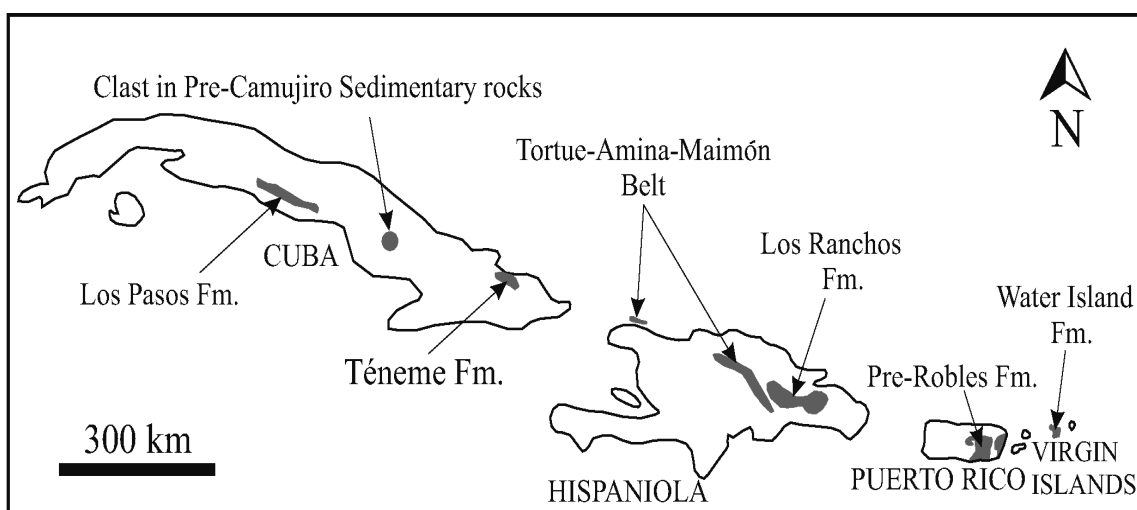 Clast in Pre-Camujiro Sedimentary rocks
N
Tortue-Amina-Maimón
Belt
Los Ranchos
Fm.
CUBA
Los Pasos Fm.
Water Island
Fm.
Téneme Fm.
Pre-Robles Fm.
300 km
HISPANIOLA
PUERTO RICO
VIRGIN
ISLANDS